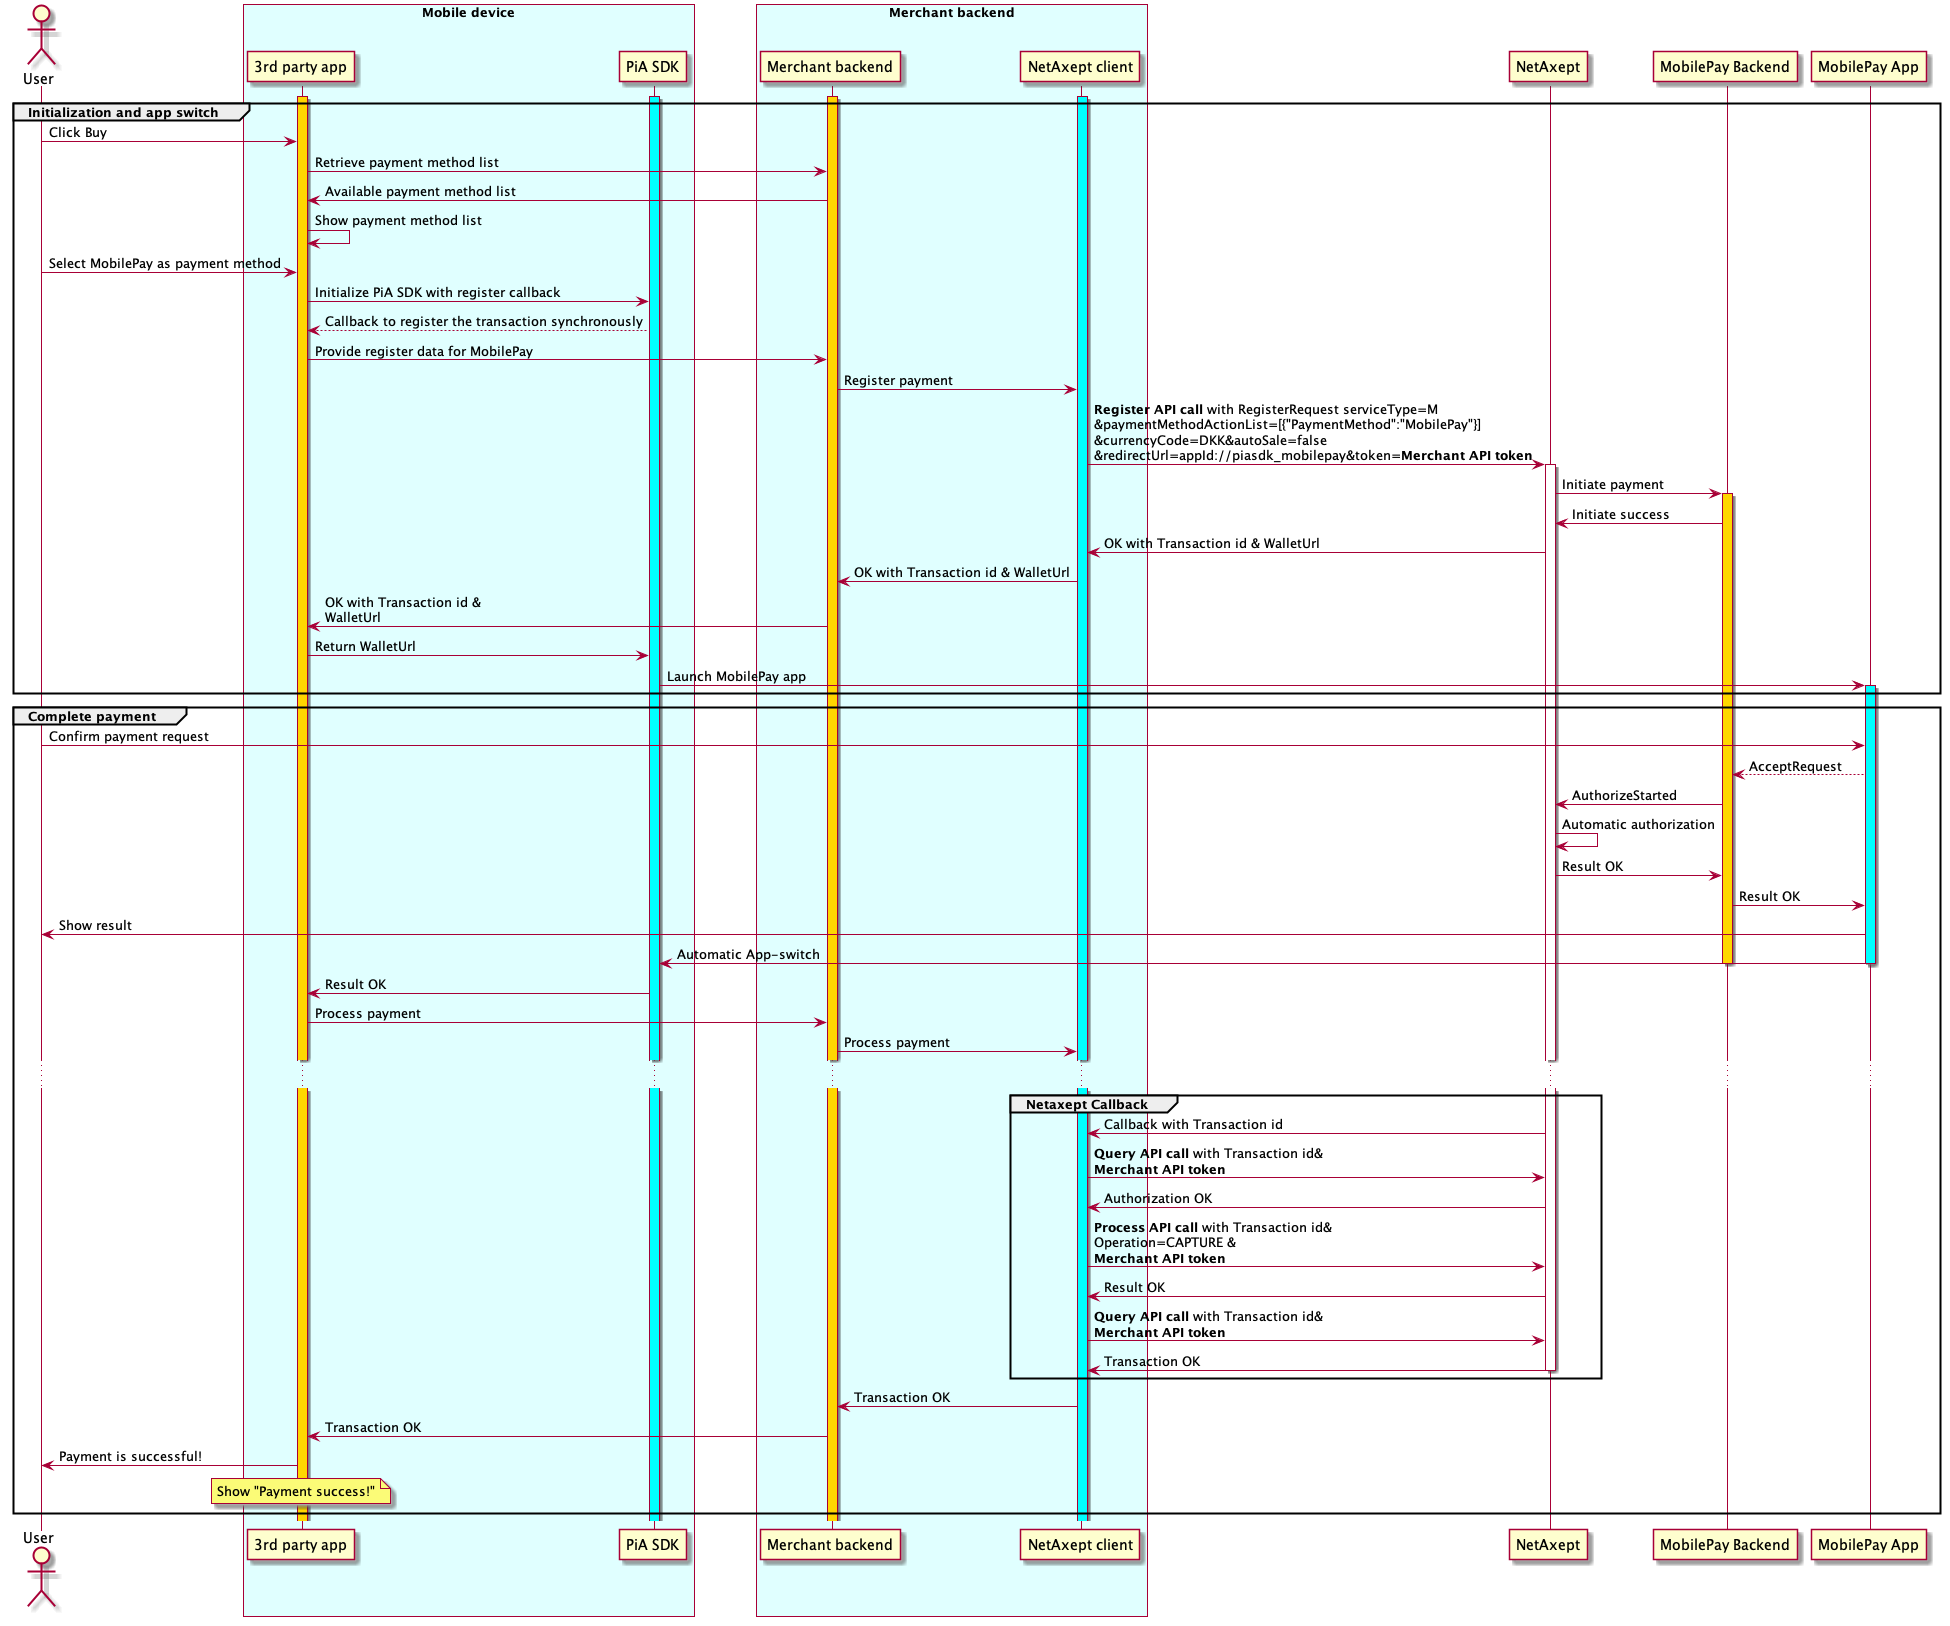 Mobile device
Merchant backend
User
3rd party app
PiA SDK
Merchant backend
NetAxept client
NetAxept
MobilePay Backend
MobilePay App
Initialization and app switch
Click Buy
Retrieve payment method list
Available payment method list
Show payment method list
Select MobilePay as payment method
Initialize PiA SDK with register callback
Callback to register the transaction synchronously
Provide register data for MobilePay
Register payment
Register API call with RegisterRequest serviceType=M
&paymentMethodActionList=[{"PaymentMethod":"MobilePay"}]
&currencyCode=DKK&autoSale=false
&redirectUrl=appId://piasdk_mobilepay&token=Merchant API token
Initiate payment
Initiate success
OK with Transaction id & WalletUrl
OK with Transaction id & WalletUrl
OK with Transaction id &
WalletUrl
Return WalletUrl
Launch MobilePay app
Complete payment
Confirm payment request
AcceptRequest
AuthorizeStarted
Automatic authorization
Result OK
Result OK
Show result
Automatic App-switch
Result OK
Process payment
Process payment
Netaxept Callback
Callback with Transaction id
Query API call with Transaction id&
Merchant API token
Authorization OK
Process API call with Transaction id&
Operation=CAPTURE &
Merchant API token
Result OK
Query API call with Transaction id&
Merchant API token
Transaction OK
Transaction OK
Transaction OK
Payment is successful!
Show "Payment success!"
User
3rd party app
PiA SDK
Merchant backend
NetAxept client
NetAxept
MobilePay Backend
MobilePay App